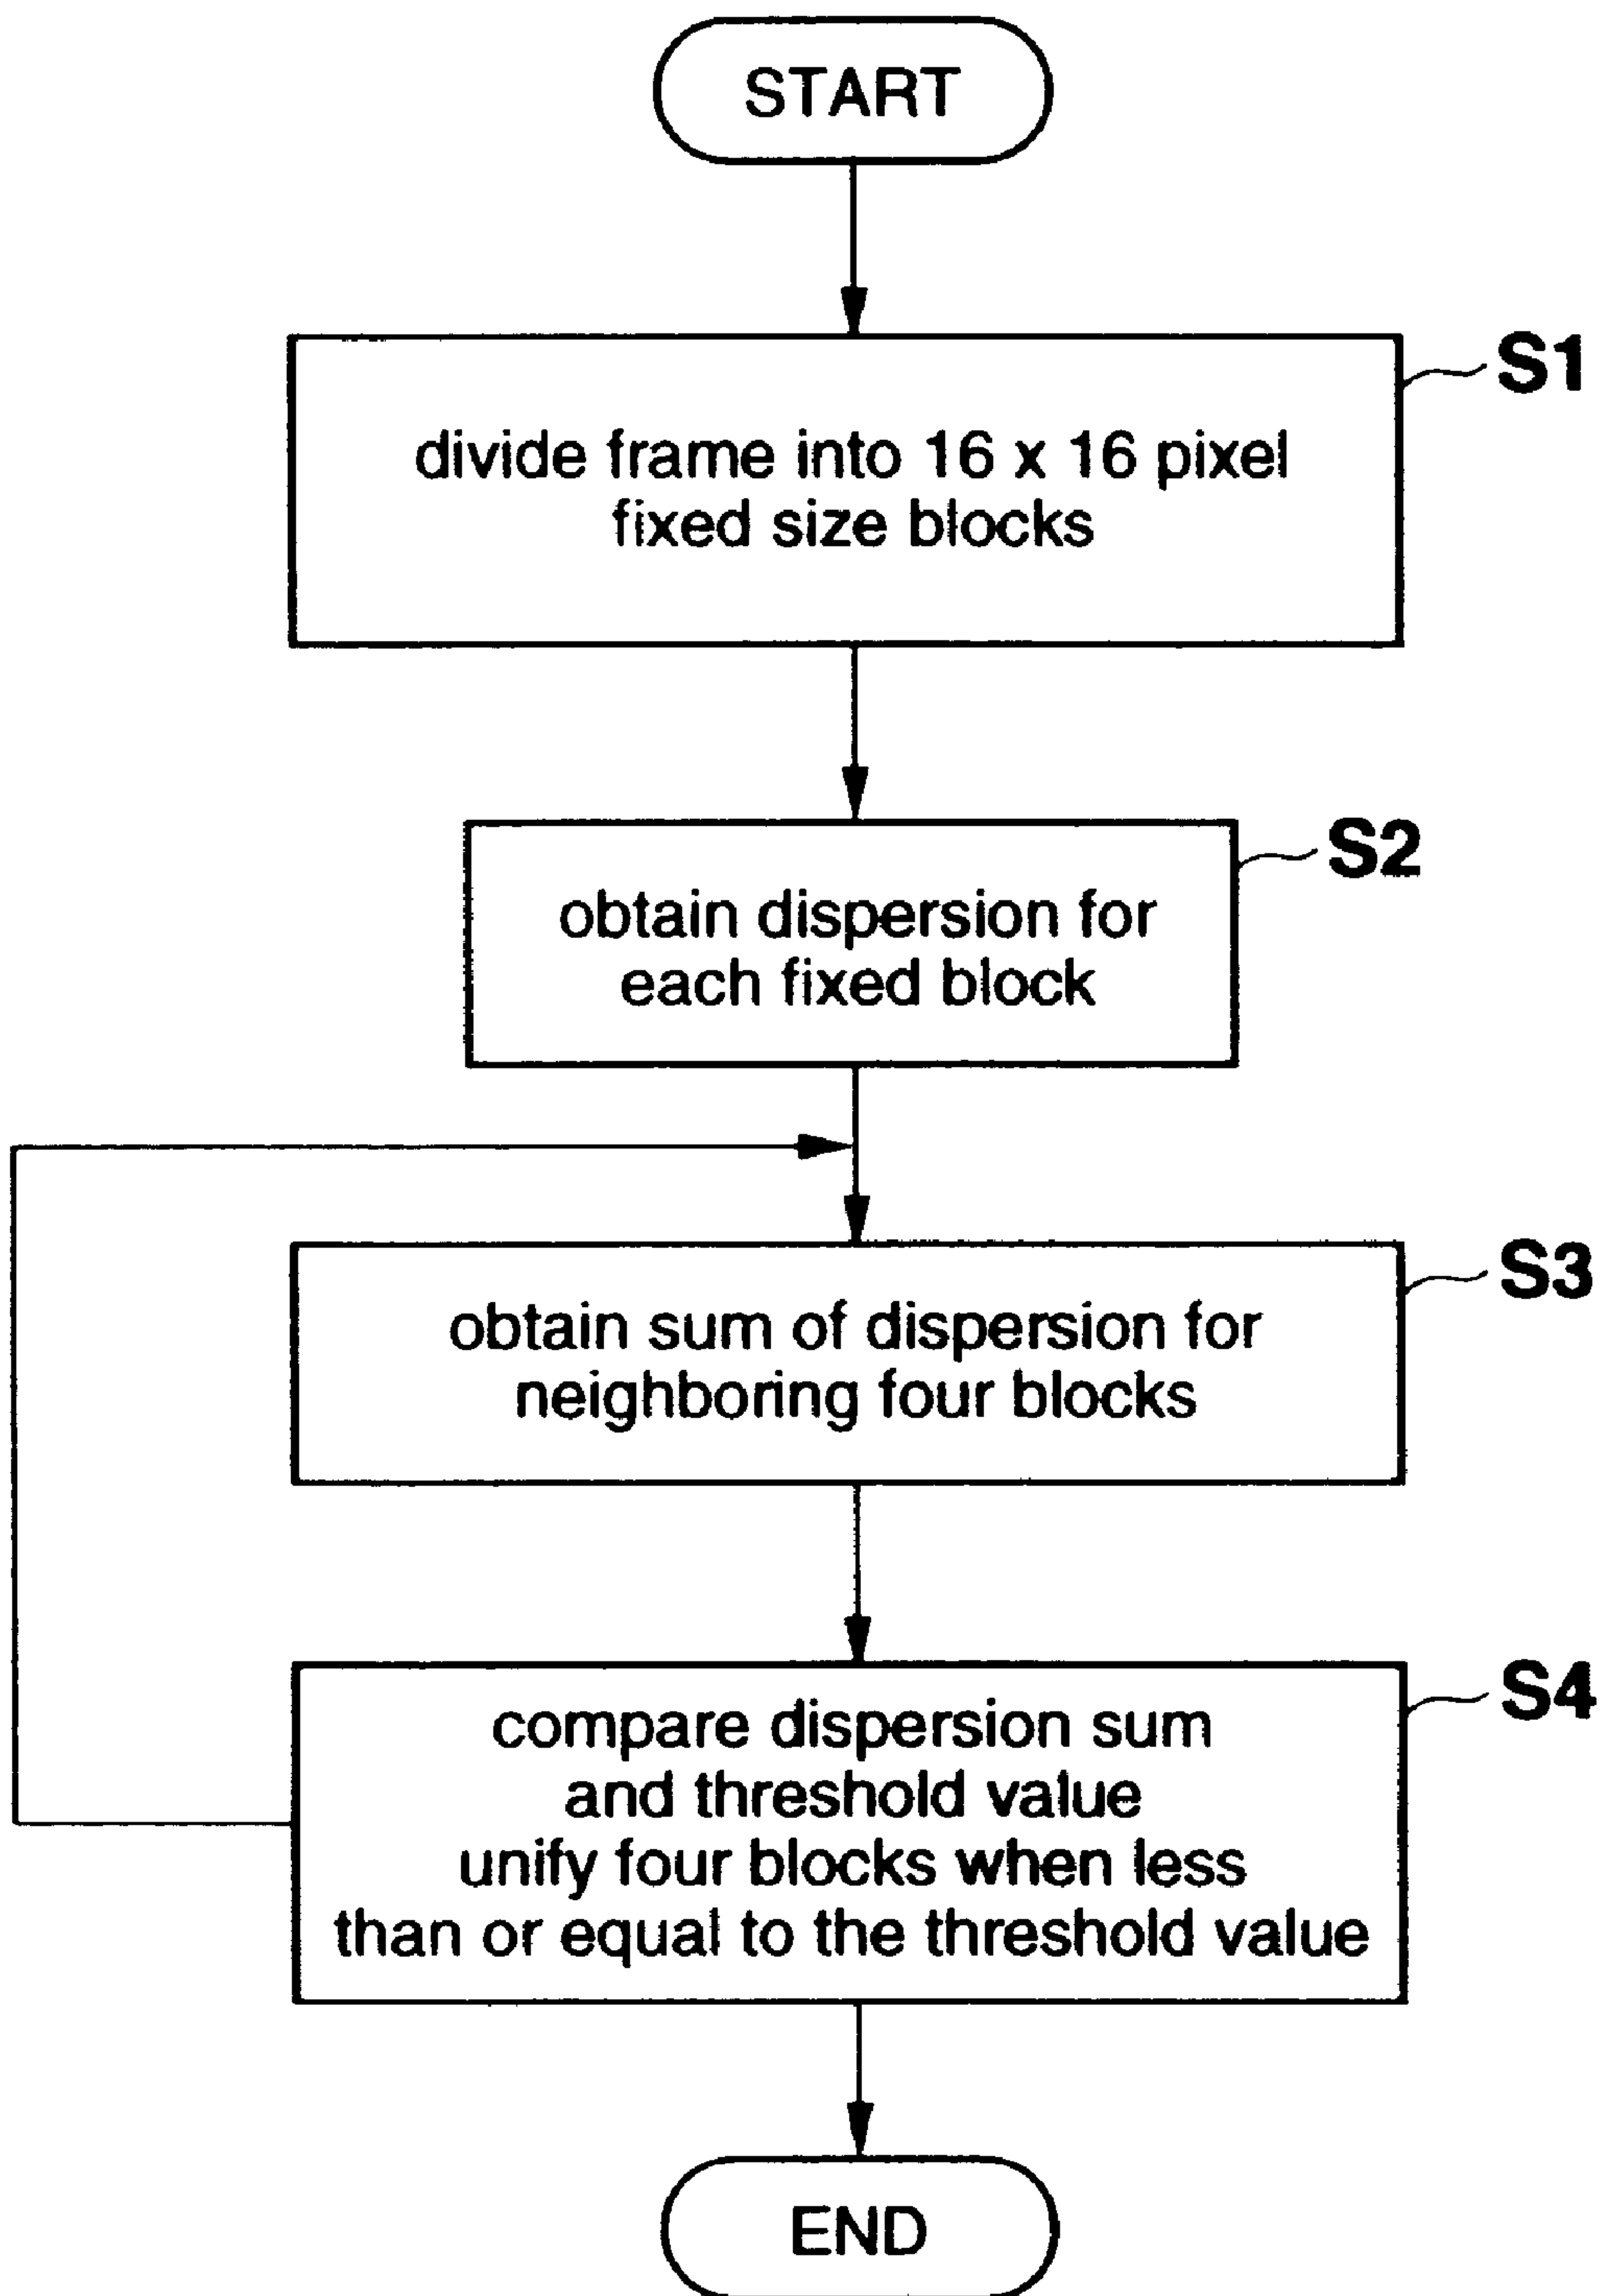 START
S1
divide frame into 16 x 16 pixel
fixed size blocks
S2
obtain dispersion for
each fixed block
S3
obtain sum of dispersion for
neighboring four blocks
S4
compare dispersion sum
and threshold value
unify four blocks when less
than or equal to the threshold value
END